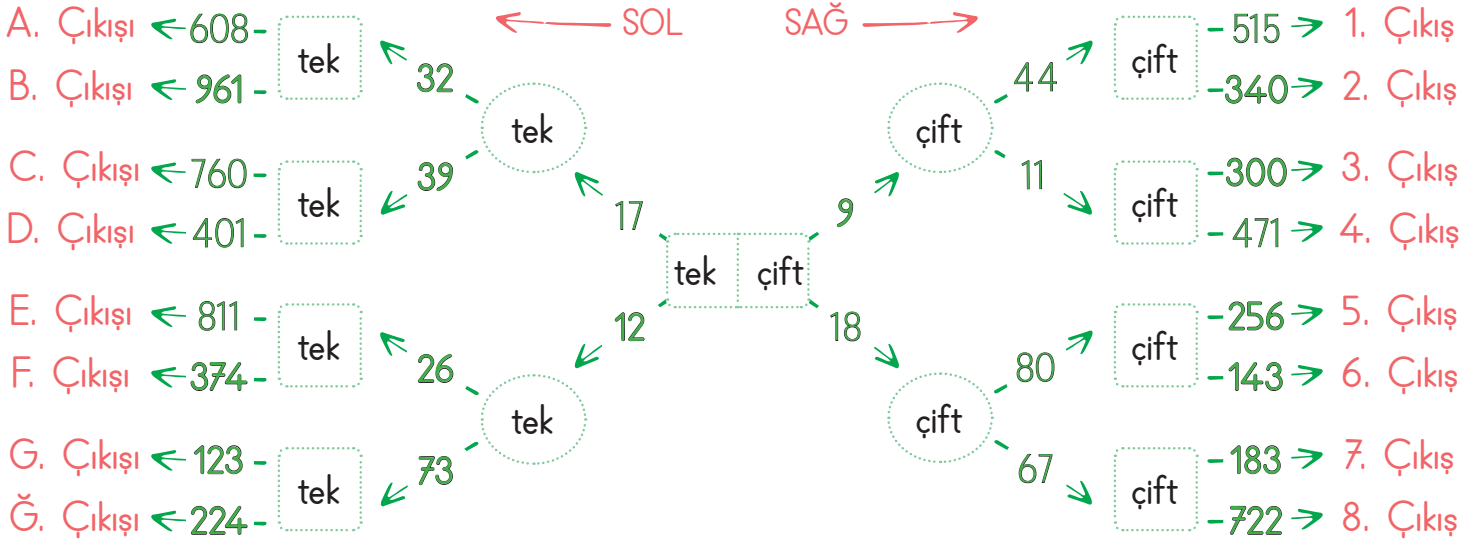 A. Çıkışı 608 tek 32 SOL SAĞ 44 çift 515 1. Çıkış
B. Çıkışı 961 340 2. Çıkış
tek çift
C. Çıkışı 760 tek 39 11 çift 300 3. Çıkış
D. Çıkışı 401 17 9 471 4. Çıkış
tek çift
E. Çıkışı 811 tek 12 18 çift 256 5. Çıkış
F. Çıkışı 374 26 80 143 6. Çıkış
tek çift
G. Çıkışı 123 tek 73 67 çift 183 7. Çıkış
Ğ. Çıkışı 224 722 8. Çıkış